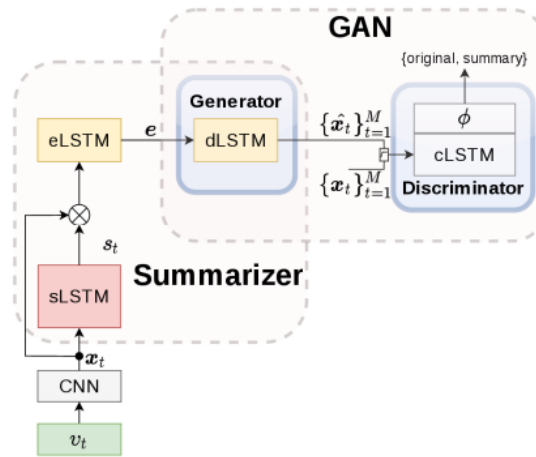 GAN
{original, summary}
Generator
{x̂_t}_{t=1}^M
ϕ
eLSTM
e
dLSTM
cLSTM
{x_t}_{t=1}^M
Discriminator
s_t
Summarizer
sLSTM
x_t
CNN
v_t